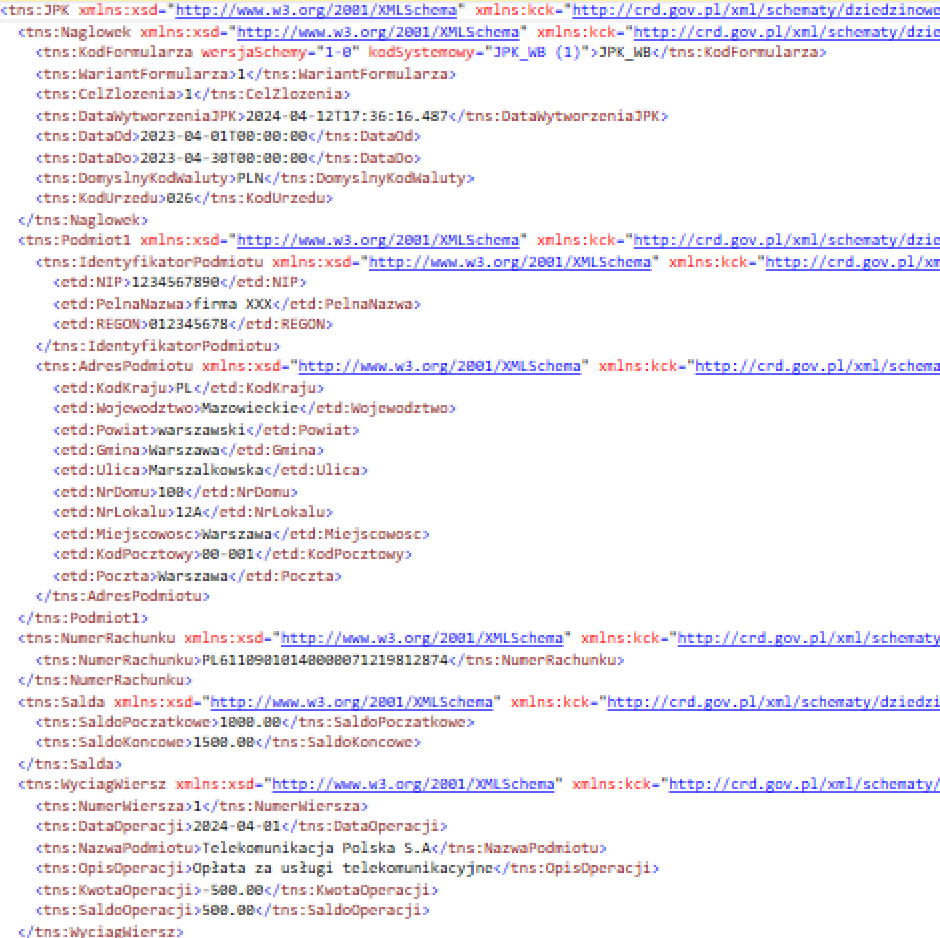 <tns:JPK xmlns:xsd="http://www.w3.org/2001/XMLSchema" xmlns:kck="http://crd.gov.pl/xml/schematy/dziedzinowe
<tns:Naglowek xmlns:xsd="http://www.w3.org/2001/XMLSchema" xmlns:kck="http://crd.gov.pl/xml/schematy/dzie
<tns:KodFormularza wersjaSchemy="1-0" kodSystemowy="JPK_WB (1)">JPK_WB</tns:KodFormularza>
<tns:WariantFormularza>1</tns:WariantFormularza>
<tns:CelZlozenia>1</tns:CelZlozenia>
<tns:DataWytworzeniaJPK>2024-04-12T17:36:16.487</tns:DataWytworzeniaJPK>
<tns:DataOd>2023-04-01T00:00:00</tns:DataOd>
<tns:DataDo>2023-04-30T00:00:00</tns:DataDo>
<tns:DomyslnyKodWaluty>PLN</tns:DomyslnyKodWaluty>
<tns:KodUrzedu>026</tns:KodUrzedu>
</tns:Naglowek>
<tns:Podmiot1 xmlns:xsd="http://www.w3.org/2001/XMLSchema" xmlns:kck="http://crd.gov.pl/xml/schematy/dzie
<tns:IdentyfikatorPodmiotu xmlns:xsd="http://www.w3.org/2001/XMLSchema" xmlns:kck="http://crd.gov.pl/xm
<etd:NIP>1234567890</etd:NIP>
<etd:PelnaNazwa>firma XXX</etd:PelnaNazwa>
<etd:REGON>012345678</etd:REGON>
</tns:IdentyfikatorPodmiotu>
<tns:AdresPodmiotu xmlns:xsd="http://www.w3.org/2001/XMLSchema" xmlns:kck="http://crd.gov.pl/xml/schema
<etd:KodKraju>PL</etd:KodKraju>
<etd:Wojewodztwo>Mazowieckie</etd:Wojewodztwo>
<etd:Powiat>warszawski</etd:Powiat>
<etd:Gmina>Warszawa</etd:Gmina>
<etd:Ulica>Marszalkowska</etd:Ulica>
<etd:NrDomu>100</etd:NrDomu>
<etd:NrLokalu>12A</etd:NrLokalu>
<etd:Miejscowosc>Warszawa</etd:Miejscowosc>
<etd:KodPocztowy>00-001</etd:KodPocztowy>
<etd:Poczta>Warszawa</etd:Poczta>
</tns:AdresPodmiotu>
</tns:Podmiot1>
<tns:NumerRachunku xmlns:xsd="http://www.w3.org/2001/XMLSchema" xmlns:kck="http://crd.gov.pl/xml/schematy
<tns:NumerRachunku>PL61109010140000071219812874</tns:NumerRachunku>
</tns:NumerRachunku>
<tns:Salda xmlns:xsd="http://www.w3.org/2001/XMLSchema" xmlns:kck="http://crd.gov.pl/xml/schematy/dziedzi
<tns:SaldoPoczatkowe>1000.00</tns:SaldoPoczatkowe>
<tns:SaldoKoncowe>1500.00</tns:SaldoKoncowe>
</tns:Salda>
<tns:WyciagWiersz xmlns:xsd="http://www.w3.org/2001/XMLSchema" xmlns:kck="http://crd.gov.pl/xml/schematy/
<tns:NumerWiersza>1</tns:NumerWiersza>
<tns:DataOperacji>2024-04-01</tns:DataOperacji>
<tns:NazwaPodmiotu>Telekomunikacja Polska S.A</tns:NazwaPodmiotu>
<tns:OpisOperacji>Opłata za usługi telekomunikacyjne</tns:OpisOperacji>
<tns:KwotaOperacji>-500.00</tns:KwotaOperacji>
<tns:SaldoOperacji>500.00</tns:SaldoOperacji>
</tns:WyciagWiersz>